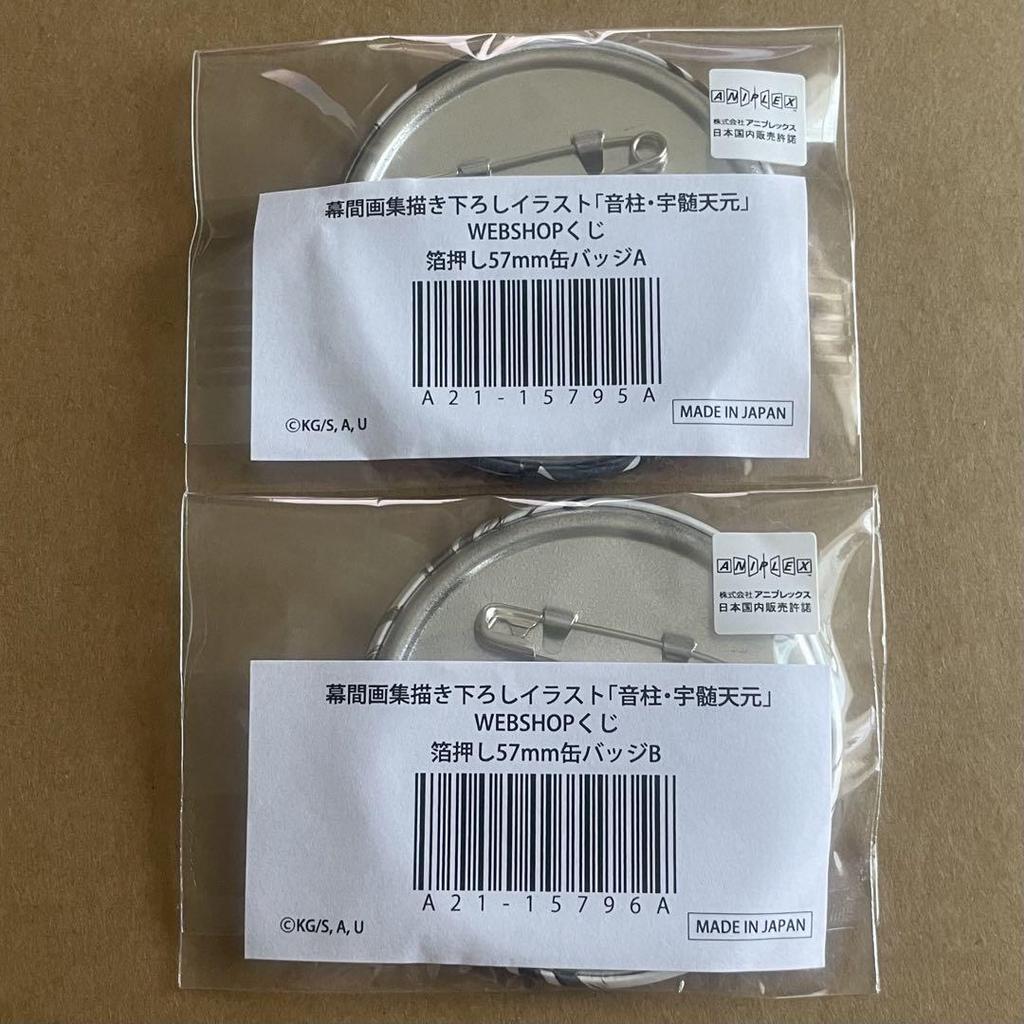 ANIPLEX
株式会社アニプレックス
日本国内販売許諾
幕間画集描き下ろしイラスト「音柱・宇髄天元」
WEBSHOPくじ
箔押し57mm缶バッジA
A21-15795A
©KG/S, A, U
MADE IN JAPAN
ANIPLEX
株式会社アニプレックス
日本国内販売許諾
幕間画集描き下ろしイラスト「音柱・宇髄天元」
WEBSHOPくじ
箔押し57mm缶バッジB
A21-15796A
©KG/S, A, U
MADE IN JAPAN